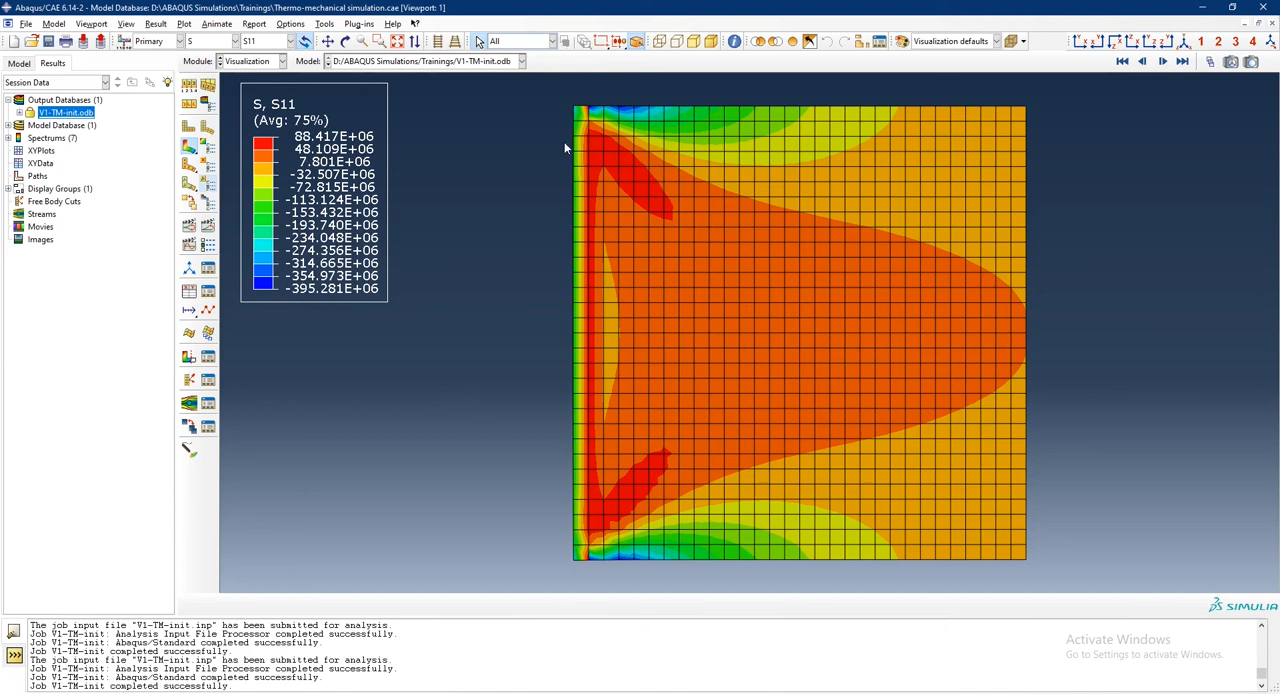 Abaqus/CAE 6.14-2 - Model Database: D:\ABAQUS Simulations\Trainings\Thermo-mechanical simulation.cae [Viewport: 1]
File Model Viewport View Result Plot Animate Report Options Tools Plug-ins Help
Primary S S11 All Visualization defaults 1 2 3 4
Model Results Module: Visualization Model: D:/ABAQUS Simulations/Trainings/V1-TM-init.odb
Session Data
Output Databases (1)
V1-TM-init.odb
Model Database (1)
Spectrums (7)
XYPlots
XYData
Paths
Display Groups (1)
Free Body Cuts
Streams
Movies
Images
S, S11
(Avg: 75%)
88.417E+06
48.109E+06
7.801E+06
-32.507E+06
-72.815E+06
-113.124E+06
-153.432E+06
-193.740E+06
-234.048E+06
-274.356E+06
-314.665E+06
-354.973E+06
-395.281E+06
SIMULIA
The job input file "V1-TM-init.inp" has been submitted for analysis.
Job V1-TM-init: Analysis Input File Processor completed successfully.
Job V1-TM-init: Abaqus/Standard completed successfully.
Job V1-TM-init completed successfully.
The job input file "V1-TM-init.inp" has been submitted for analysis.
Job V1-TM-init: Analysis Input File Processor completed successfully.
Job V1-TM-init: Abaqus/Standard completed successfully.
Job V1-TM-init completed successfully.
Activate Windows
Go to Settings to activate Windows.